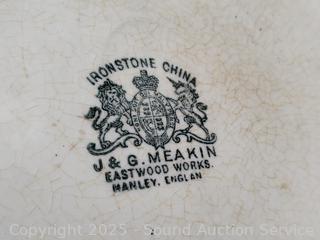 IRONSTONE CHINA
J & G. MEAKIN
EASTWOOD WORKS.
HANLEY, ENGLAN
Copyright 2025 - Sound Auction Service